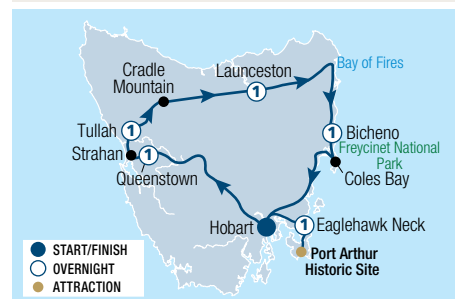 Cradle
Mountain
Launceston
Bay of Fires
1
Tullah
1
1
Bicheno
Strahan
1
Freycinet National
Park
Queenstown
Coles Bay
Hobart
1
Eaglehawk Neck
START/FINISH
1 OVERNIGHT
ATTRACTION
Port Arthur
Historic Site